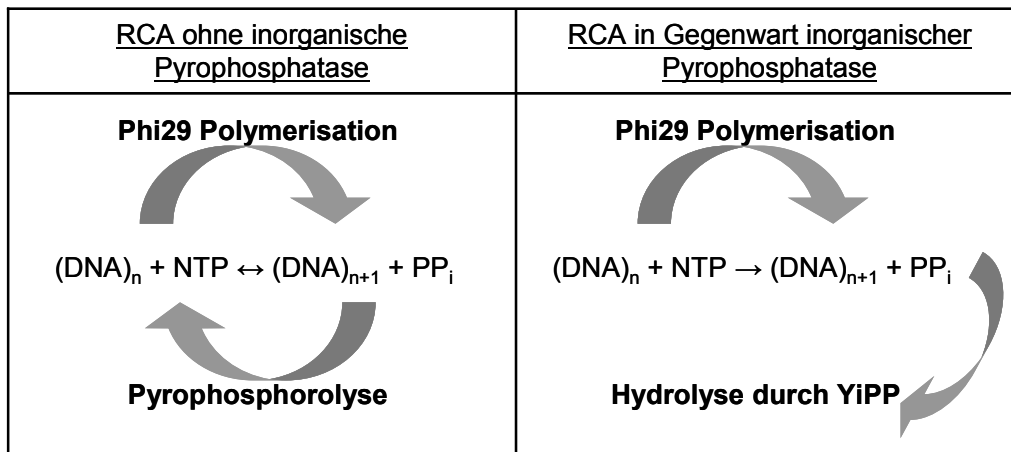 RCA ohne inorganische
Pyrophosphatase
RCA in Gegenwart inorganischer
Pyrophosphatase
Phi29 Polymerisation
(DNA)n + NTP ↔ (DNA)n+1 + PPi
Pyrophosphorolyse
Phi29 Polymerisation
(DNA)n + NTP → (DNA)n+1 + PPi
Hydrolyse durch YiPP